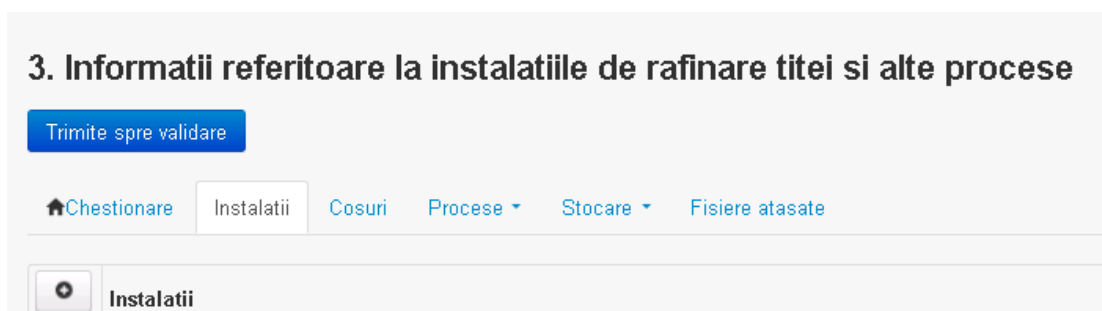 3. Informatii referitoare la instalatiile de rafinare titei si alte procese
Trimite spre validare
Chestionare Instalatii Cosuri Procese Stocare Fisiere atasate
Instalatii